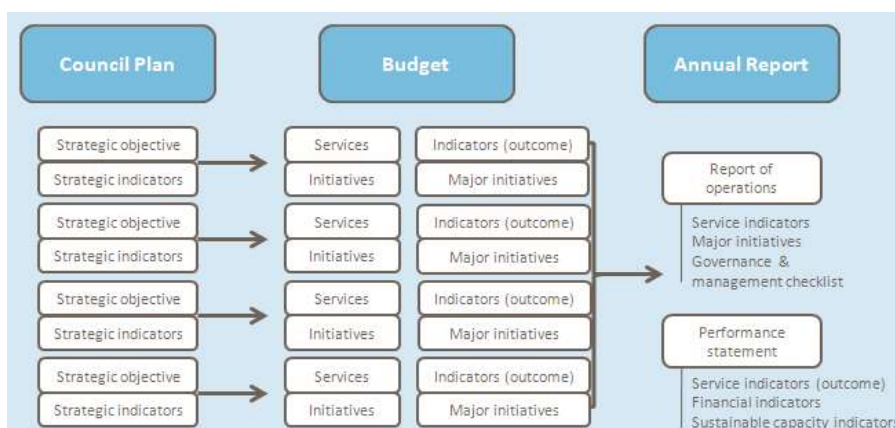 Council Plan
Budget
Annual Report
Strategic objective
Strategic indicators
Services
Initiatives
Indicators (outcome)
Major initiatives
Strategic objective
Strategic indicators
Services
Initiatives
Indicators (outcome)
Major initiatives
Strategic objective
Strategic indicators
Services
Initiatives
Indicators (outcome)
Major initiatives
Strategic objective
Strategic indicators
Services
Initiatives
Indicators (outcome)
Major initiatives
Report of
operations
Service indicators
Major initiatives
Governance &
management checklist
Performance
statement
Service indicators (outcome)
Financial indicators
Sustainable capacity indicators